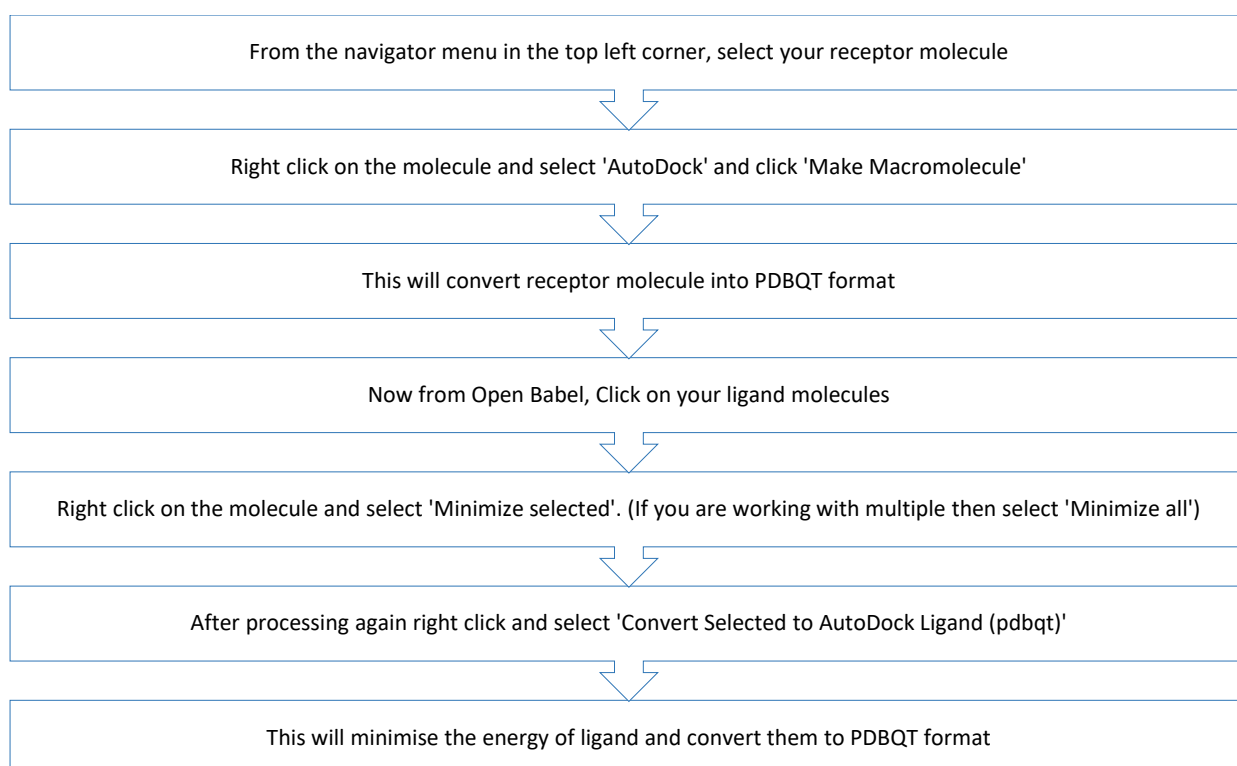 From the navigator menu in the top left corner, select your receptor molecule
Right click on the molecule and select 'AutoDock' and click 'Make Macromolecule'
This will convert receptor molecule into PDBQT format
Now from Open Babel, Click on your ligand molecules
Right click on the molecule and select 'Minimize selected'. (If you are working with multiple then select 'Minimize all')
After processing again right click and select 'Convert Selected to AutoDock Ligand (pdbqt)'
This will minimise the energy of ligand and convert them to PDBQT format